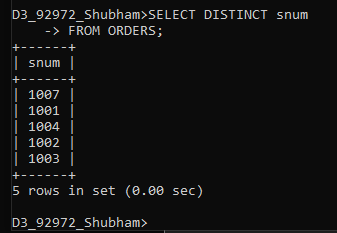 D3_92972_Shubham>SELECT DISTINCT snum
    -> FROM ORDERS;
+------+
| snum |
+------+
| 1007 |
| 1001 |
| 1004 |
| 1002 |
| 1003 |
+------+
5 rows in set (0.00 sec)
D3_92972_Shubham>